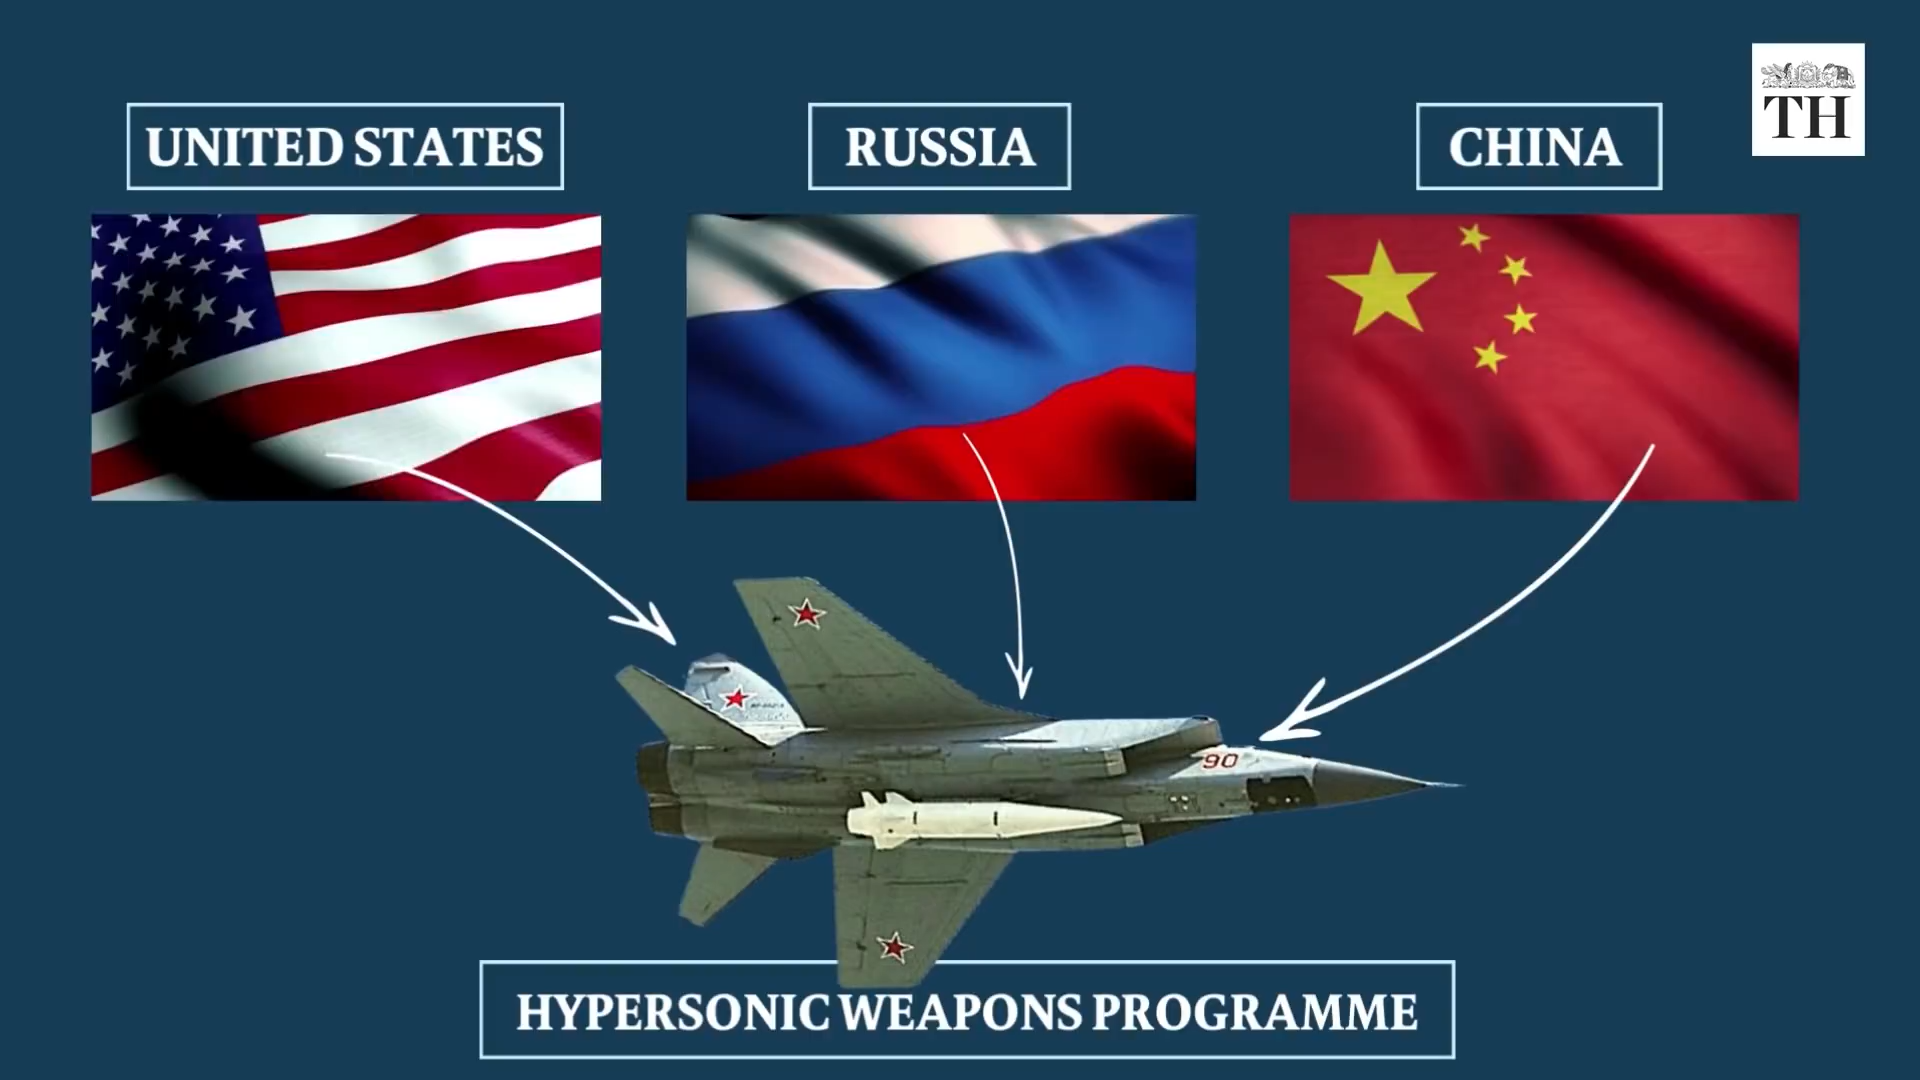 UNITED STATES
RUSSIA
CHINA
TH
90
HYPERSONIC WEAPONS PROGRAMME